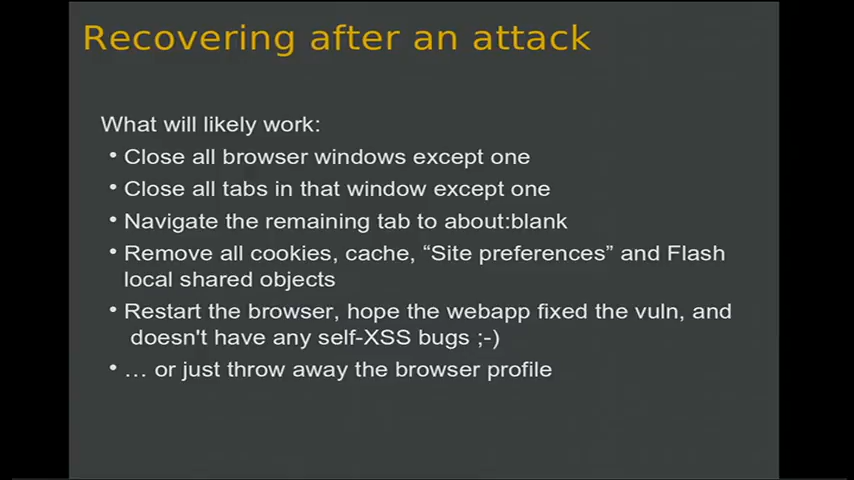 Recovering after an attack
What will likely work:
• Close all browser windows except one
• Close all tabs in that window except one
• Navigate the remaining tab to about:blank
• Remove all cookies, cache, “Site preferences” and Flash
local shared objects
• Restart the browser, hope the webapp fixed the vuln, and
doesn't have any self-XSS bugs ;-)
• … or just throw away the browser profile